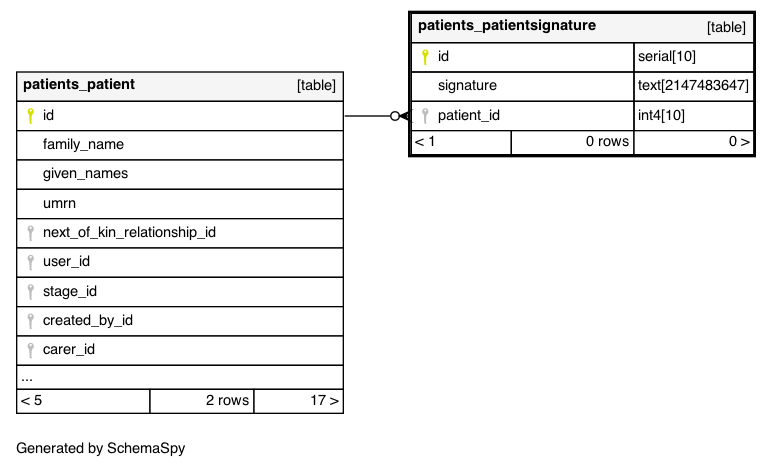 patients_patientsignature [table]
id serial[10]
signature text[2147483647]
patient_id int4[10]
< 1 0 rows 0 >
patients_patient [table]
id
family_name
given_names
umrn
next_of_kin_relationship_id
user_id
stage_id
created_by_id
carer_id
...
< 5 2 rows 17 >
Generated by SchemaSpy